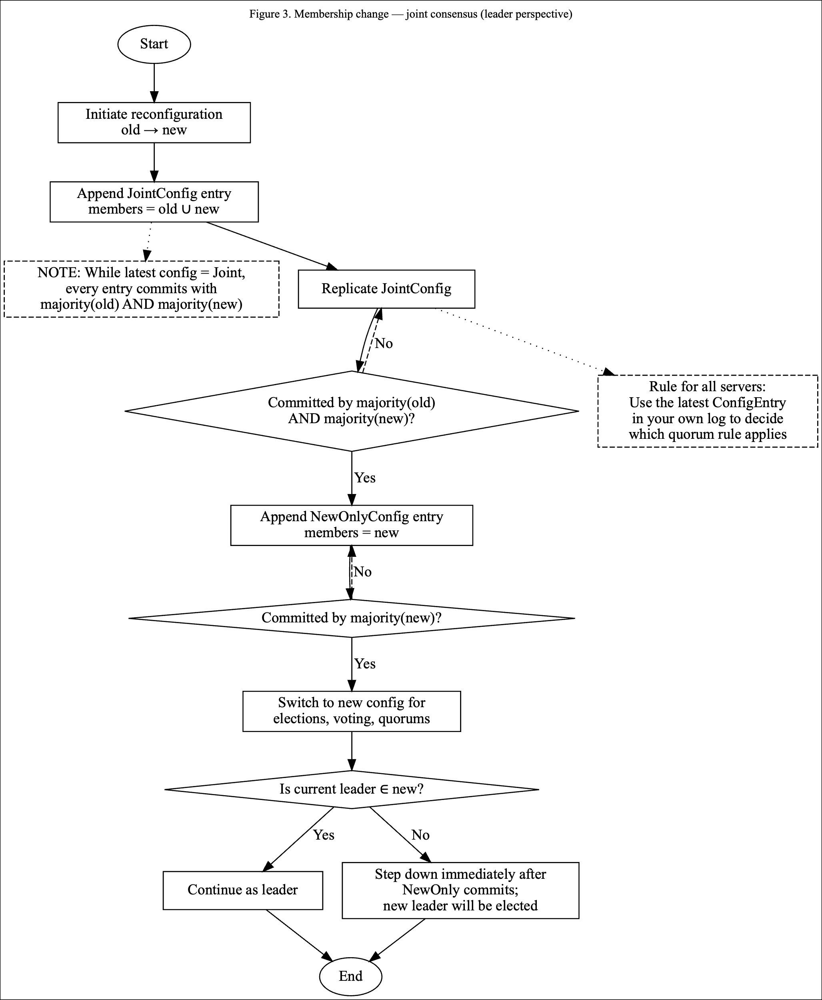 Figure 3. Membership change — joint consensus (leader perspective)
Start
Initiate reconfiguration
old → new
Append JointConfig entry
members = old ∪ new
NOTE: While latest config = Joint,
every entry commits with
majority(old) AND majority(new)
Replicate JointConfig
No
Rule for all servers:
Use the latest ConfigEntry
in your own log to decide
which quorum rule applies
Committed by majority(old)
AND majority(new)?
Yes
Append NewOnlyConfig entry
members = new
No
Committed by majority(new)?
Yes
Switch to new config for
elections, voting, quorums
Is current leader ∈ new?
Yes
No
Continue as leader
Step down immediately after
NewOnly commits;
new leader will be elected
End